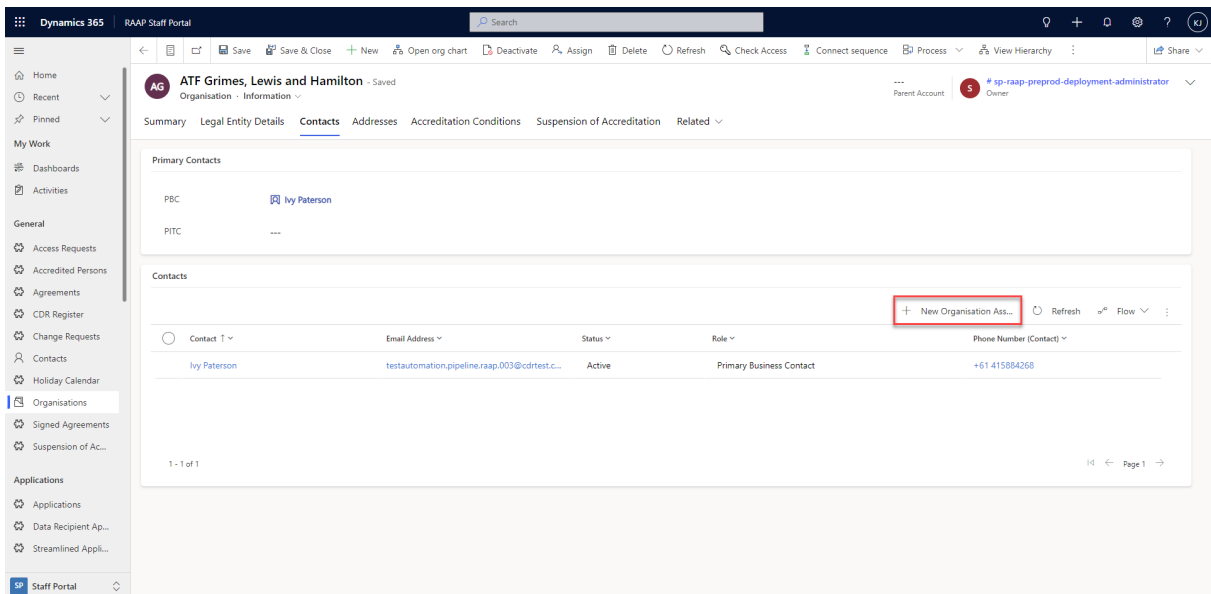 Dynamics 365 RAAP Staff Portal Search KJ
Save Save & Close New Open org chart Deactivate Assign Delete Refresh Check Access Connect sequence Process View Hierarchy Share
Home
Recent
Pinned
My Work
Dashboards
Activities
General
Access Requests
Accredited Persons
Agreements
CDR Register
Change Requests
Contacts
Holiday Calendar
Organisations
Signed Agreements
Suspension of Ac...
Applications
Applications
Data Recipient Ap...
Streamlined Appli...
SP Staff Portal
AG ATF Grimes, Lewis and Hamilton - Saved
Organisation · Information
---
Parent Account
S # sp-raap-preprod-deployment-administrator
Owner
Summary Legal Entity Details Contacts Addresses Accreditation Conditions Suspension of Accreditation Related
Primary Contacts
PBC Ivy Paterson
PITC ---
Contacts
New Organisation Ass... Refresh Flow
Contact Email Address Status Role Phone Number (Contact)
Ivy Paterson testautomation.pipeline.raap.003@cdrtest.c... Active Primary Business Contact +61 415884268
1 - 1 of 1 Page 1